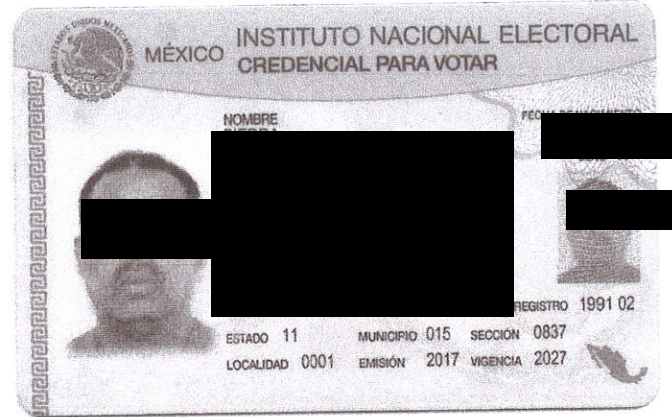 MÉXICO
INSTITUTO NACIONAL ELECTORAL
CREDENCIAL PARA VOTAR
NOMBRE
REGISTRO 1991 02
ESTADO 11 MUNICIPIO 015 SECCIÓN 0837
LOCALIDAD 0001 EMISIÓN 2017 VIGENCIA 2027